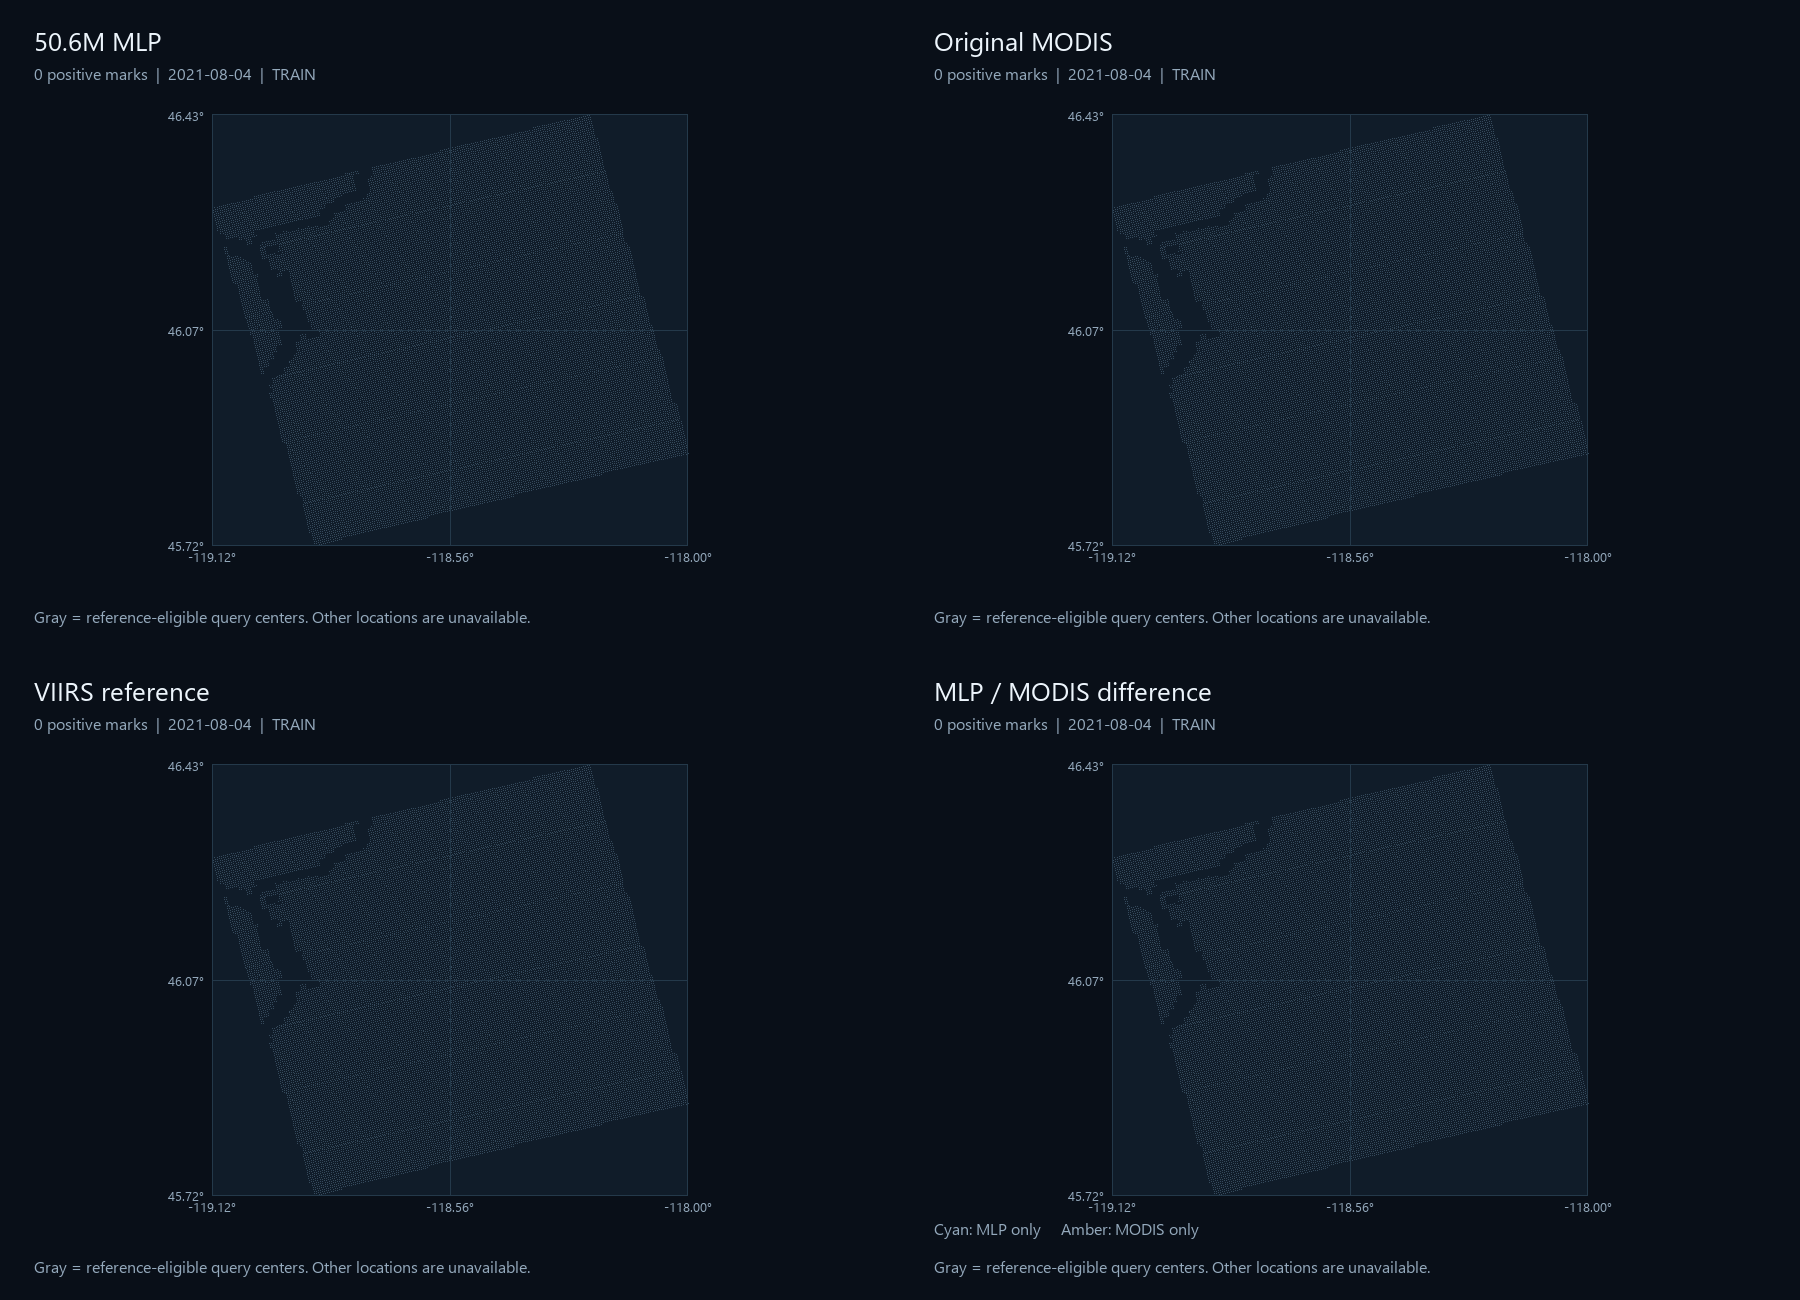 50.6M MLP
0 positive marks | 2021-08-04 | TRAIN
46.43°
46.07°
45.72°
-119.12°
-118.56°
-118.00°
Gray = reference-eligible query centers. Other locations are unavailable.
Original MODIS
0 positive marks | 2021-08-04 | TRAIN
46.43°
46.07°
45.72°
-119.12°
-118.56°
-118.00°
Gray = reference-eligible query centers. Other locations are unavailable.
VIIRS reference
0 positive marks | 2021-08-04 | TRAIN
46.43°
46.07°
45.72°
-119.12°
-118.56°
-118.00°
Gray = reference-eligible query centers. Other locations are unavailable.
MLP / MODIS difference
0 positive marks | 2021-08-04 | TRAIN
46.43°
46.07°
45.72°
-119.12°
-118.56°
-118.00°
Cyan: MLP only Amber: MODIS only
Gray = reference-eligible query centers. Other locations are unavailable.